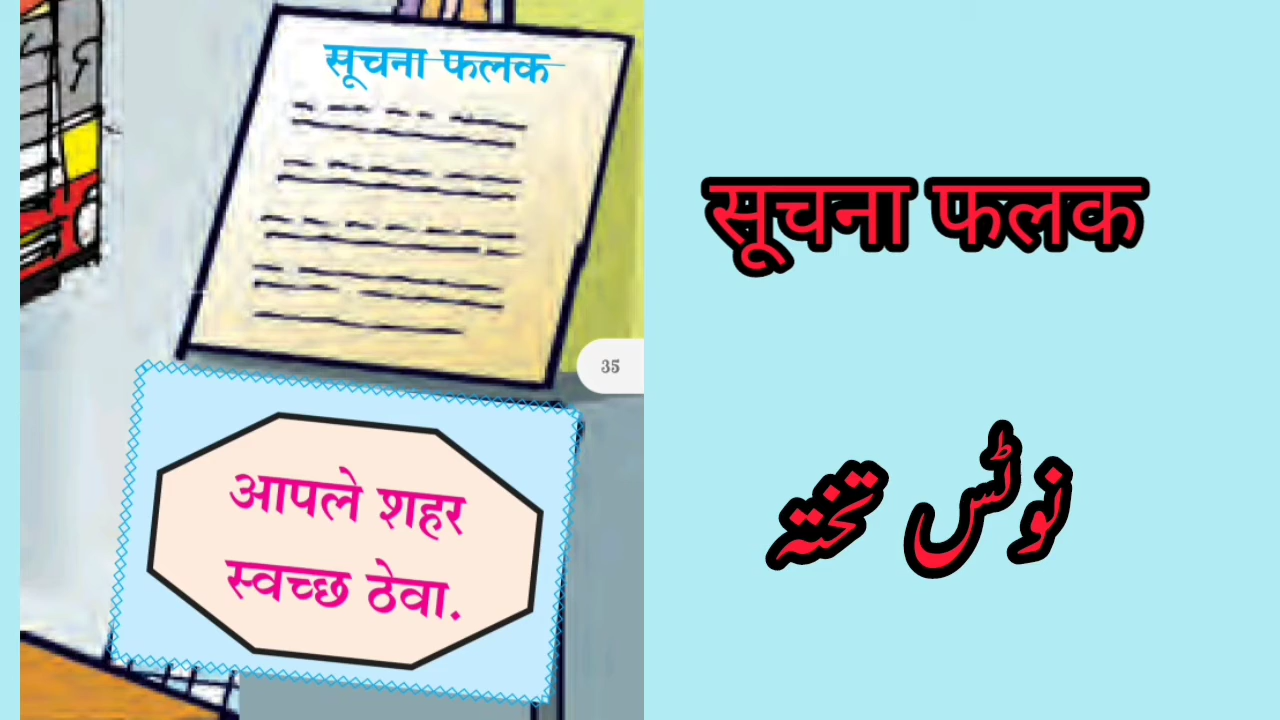 सूचना फलक
35
आपले शहर
स्वच्छ ठेवा.
सूचना फलक
نوٹس تختہ